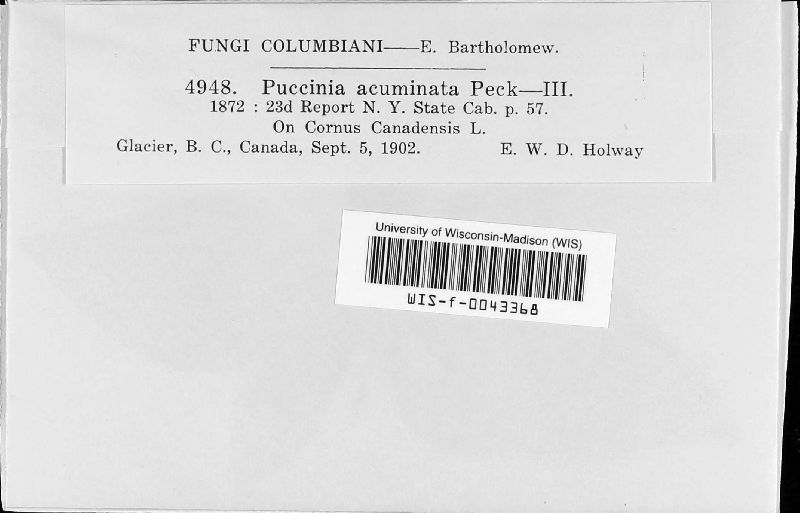 FUNGI COLUMBIANI——E. Bartholomew.
4948. Puccinia acuminata Peck—III.
1872 : 23d Report N. Y. State Cab. p. 57.
On Cornus Canadensis L.
Glacier, B. C., Canada, Sept. 5, 1902. E. W. D. Holway
University of Wisconsin-Madison (WIS)
WIS-f-0043368